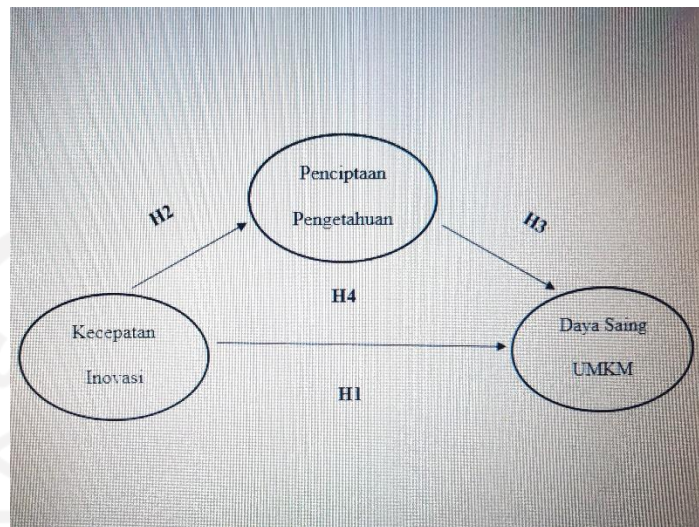 Penciptaan
Pengetahuan
H2
H3
H4
Kecepatan
Inovasi
Daya Saing
UMKM
H1